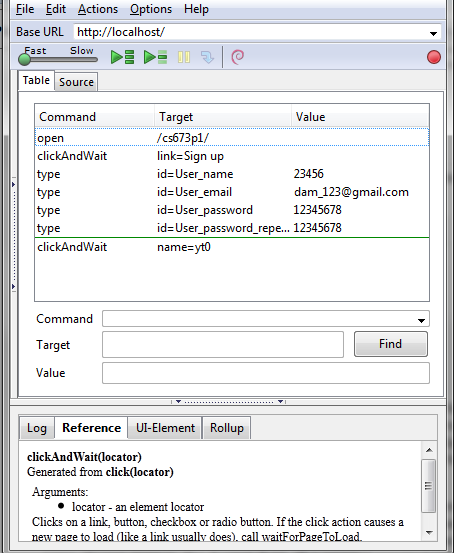 File Edit Actions Options Help
Base URL http://localhost/
Fast Slow
Table Source
Command Target Value
open /cs673p1/
clickAndWait link=Sign up
type id=User_name 23456
type id=User_email dam_123@gmail.com
type id=User_password 12345678
type id=User_password_repe... 12345678
clickAndWait name=yt0
Command
Target Find
Value
Log Reference UI-Element Rollup
clickAndWait(locator)
Generated from click(locator)
Arguments:
locator - an element locator
Clicks on a link, button, checkbox or radio button. If the click action causes a
new page to load (like a link usually does), call waitForPageToLoad.